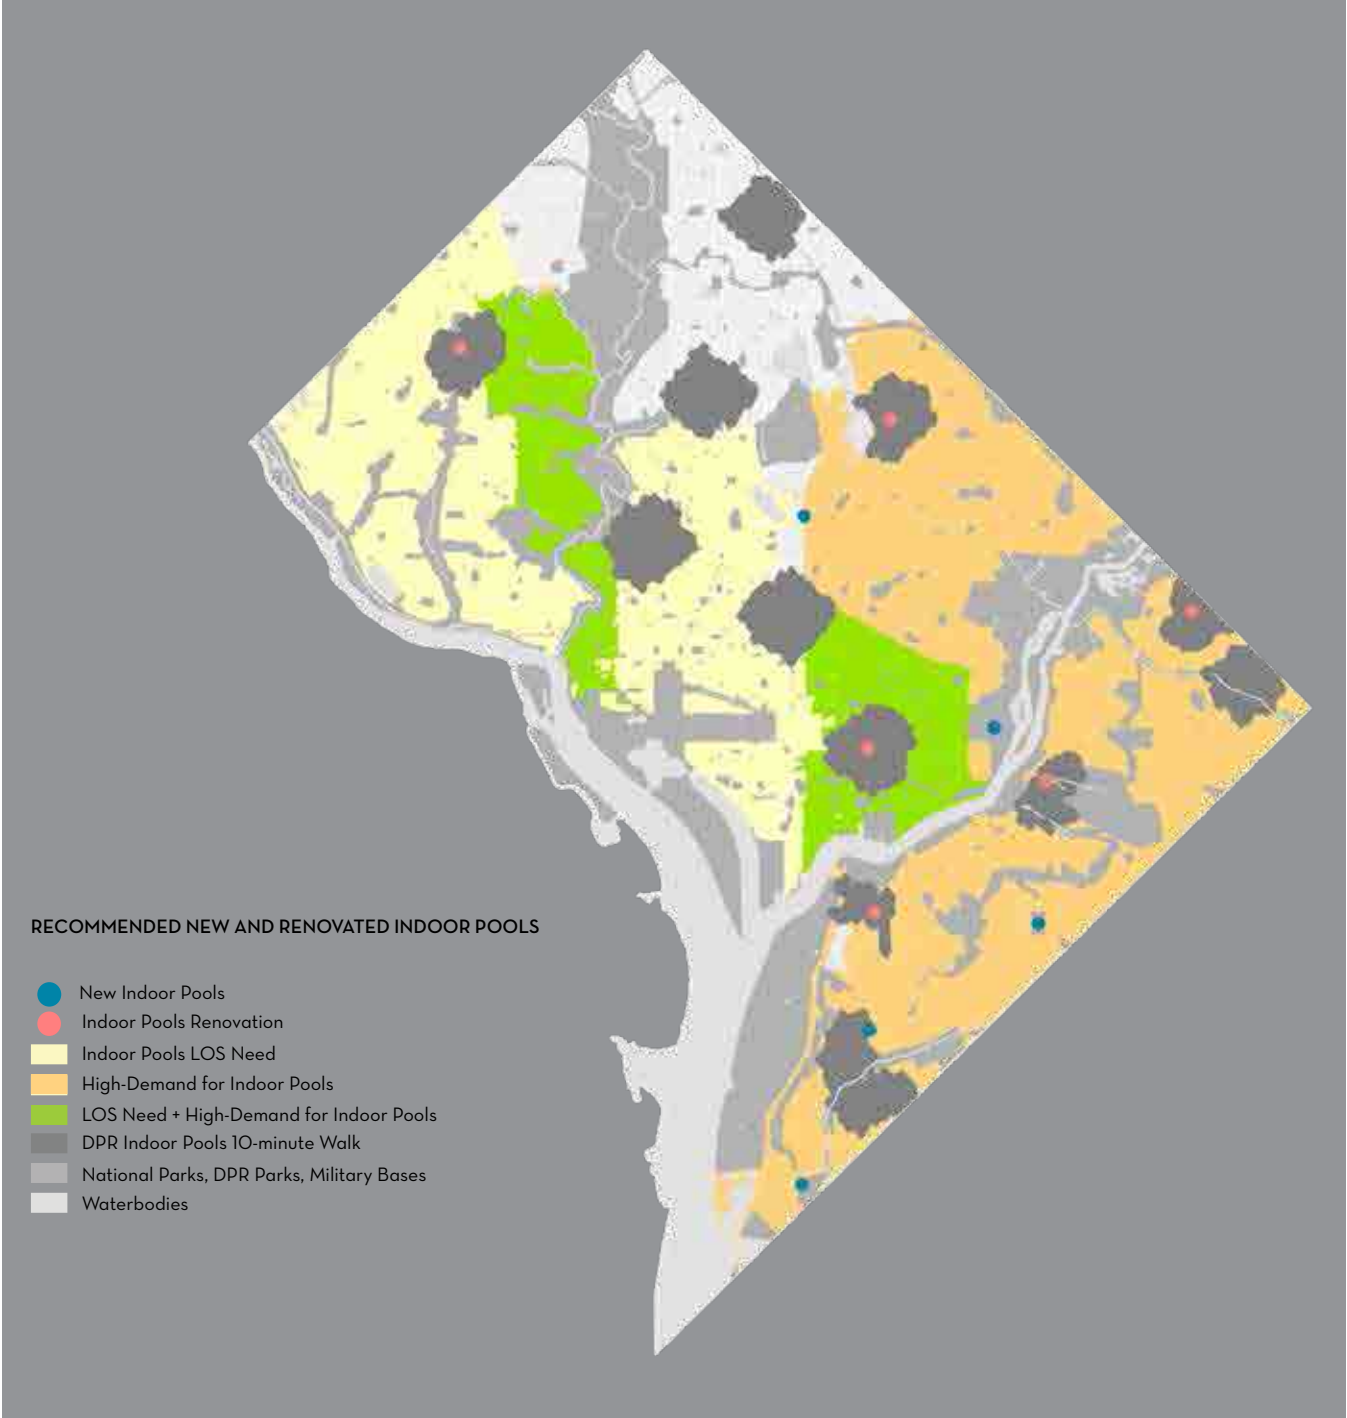 RECOMMENDED NEW AND RENOVATED INDOOR POOLS
New Indoor Pools
Indoor Pools Renovation
Indoor Pools LOS Need
High-Demand for Indoor Pools
LOS Need + High-Demand for Indoor Pools
DPR Indoor Pools 10-minute Walk
National Parks, DPR Parks, Military Bases
Waterbodies